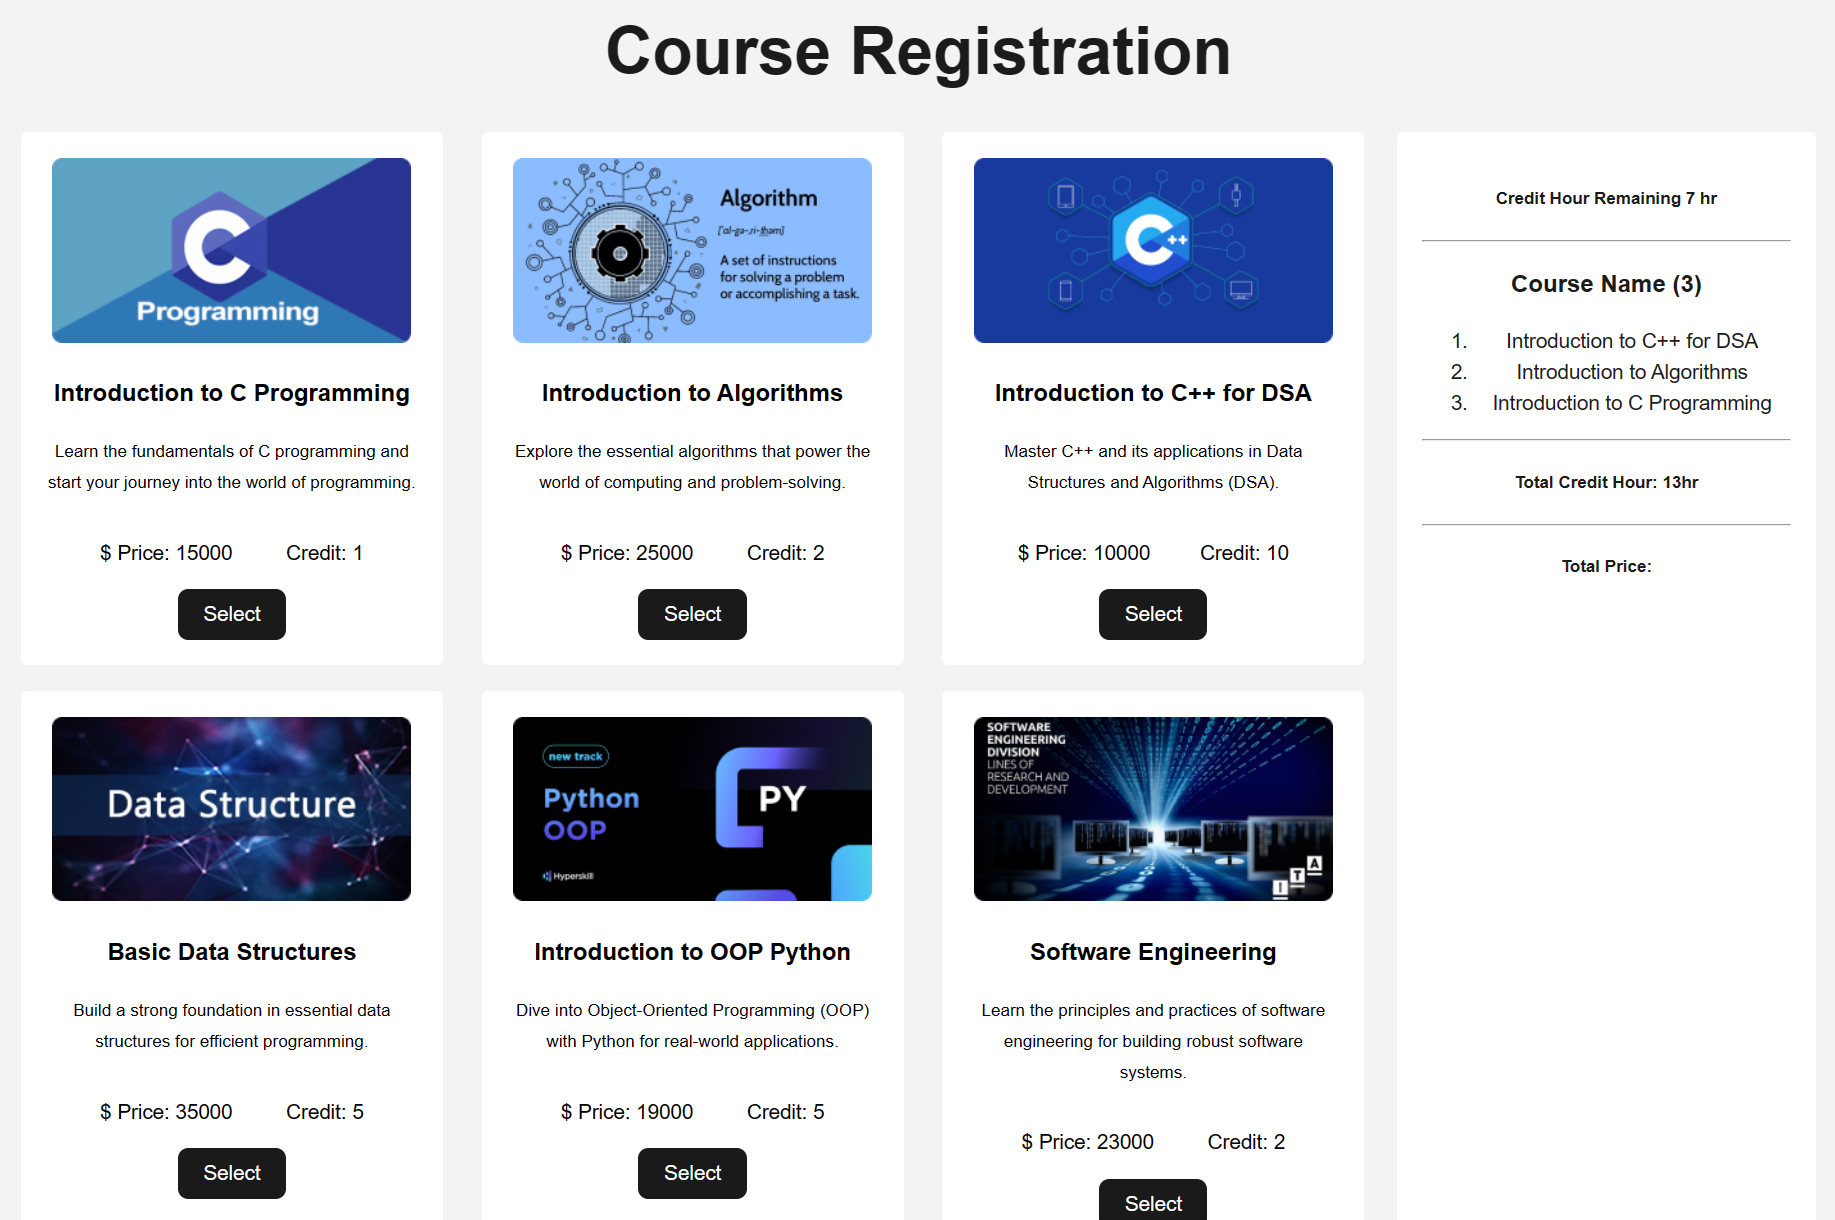 Course Registration
C
Programming
Introduction to C Programming
Learn the fundamentals of C programming and
start your journey into the world of programming.
$ Price: 15000 Credit: 1
Select
Algorithm
['al-gə-ˌri-t͟həm]
A set of instructions
for solving a problem
or accomplishing a task.
Introduction to Algorithms
Explore the essential algorithms that power the
world of computing and problem-solving.
$ Price: 25000 Credit: 2
Select
C++
Introduction to C++ for DSA
Master C++ and its applications in Data
Structures and Algorithms (DSA).
$ Price: 10000 Credit: 10
Select
Credit Hour Remaining 7 hr
Course Name (3)
1. Introduction to C++ for DSA
2. Introduction to Algorithms
3. Introduction to C Programming
Total Credit Hour: 13hr
Total Price:
Data Structure
Basic Data Structures
Build a strong foundation in essential data
structures for efficient programming.
$ Price: 35000 Credit: 5
Select
new track
Python
OOP
PY
Hyperskill
Introduction to OOP Python
Dive into Object-Oriented Programming (OOP)
with Python for real-world applications.
$ Price: 19000 Credit: 5
Select
SOFTWARE
ENGINEERING
DIVISION
LINES OF
RESEARCH AND
DEVELOPMENT
ITA
Software Engineering
Learn the principles and practices of software
engineering for building robust software
systems.
$ Price: 23000 Credit: 2
Select